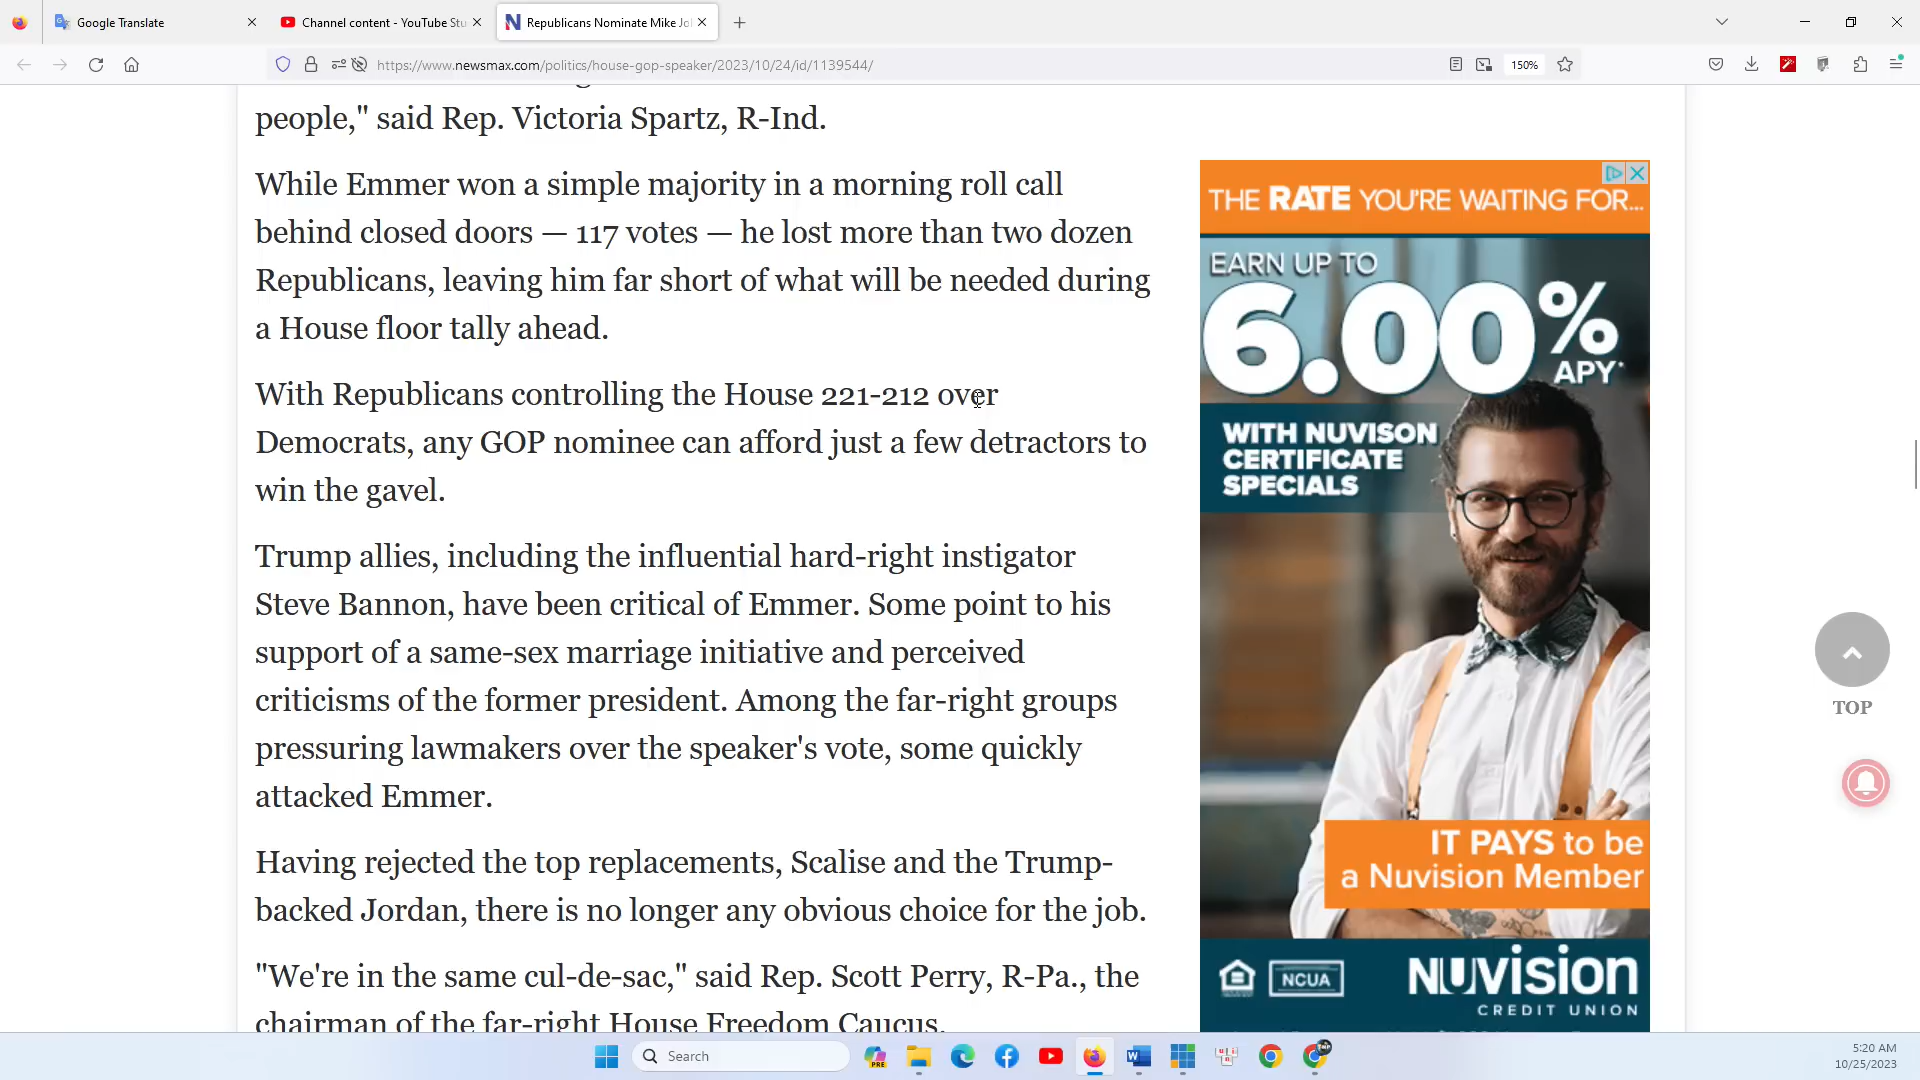 Google Translate
Channel content - YouTube Stu
Republicans Nominate Mike Jo
https://www.newsmax.com/politics/house-gop-speaker/2023/10/24/id/1139544/
150%
people," said Rep. Victoria Spartz, R-Ind.
While Emmer won a simple majority in a morning roll call
behind closed doors — 117 votes — he lost more than two dozen
Republicans, leaving him far short of what will be needed during
a House floor tally ahead.
With Republicans controlling the House 221-212 over
Democrats, any GOP nominee can afford just a few detractors to
win the gavel.
Trump allies, including the influential hard-right instigator
Steve Bannon, have been critical of Emmer. Some point to his
support of a same-sex marriage initiative and perceived
criticisms of the former president. Among the far-right groups
pressuring lawmakers over the speaker's vote, some quickly
attacked Emmer.
Having rejected the top replacements, Scalise and the Trump-
backed Jordan, there is no longer any obvious choice for the job.
"We're in the same cul-de-sac," said Rep. Scott Perry, R-Pa., the
chairman of the far-right House Freedom Caucus.
THE RATE YOU'RE WAITING FOR...
EARN UP TO
6.00%
APY*
WITH NUVISON
CERTIFICATE
SPECIALS
IT PAYS to be
a Nuvision Member
NCUA
NUVISION
CREDIT UNION
TOP
Search
PRE
5:20 AM
10/25/2023